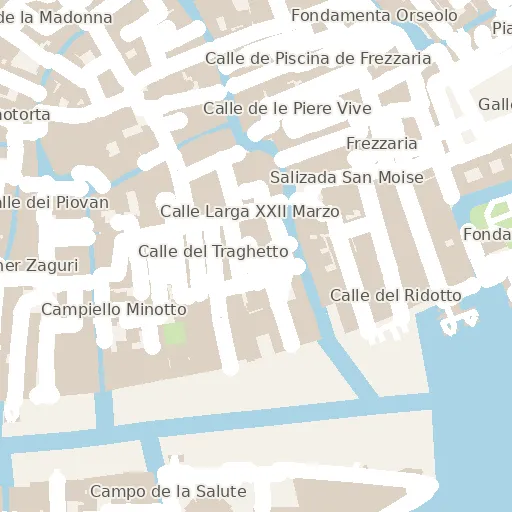 Fondamenta Orseolo
de la Madonna
Pia
Calle de Piscina de Frezzaria
Calle de le Piere Vive
Galle
notorta
Frezzaria
Salizada San Moise
alle dei Piovan
Calle Larga XXII Marzo
Fonda
Calle del Traghetto
ner Zaguri
Calle del Ridotto
Campiello Minotto
Campo de la Salute